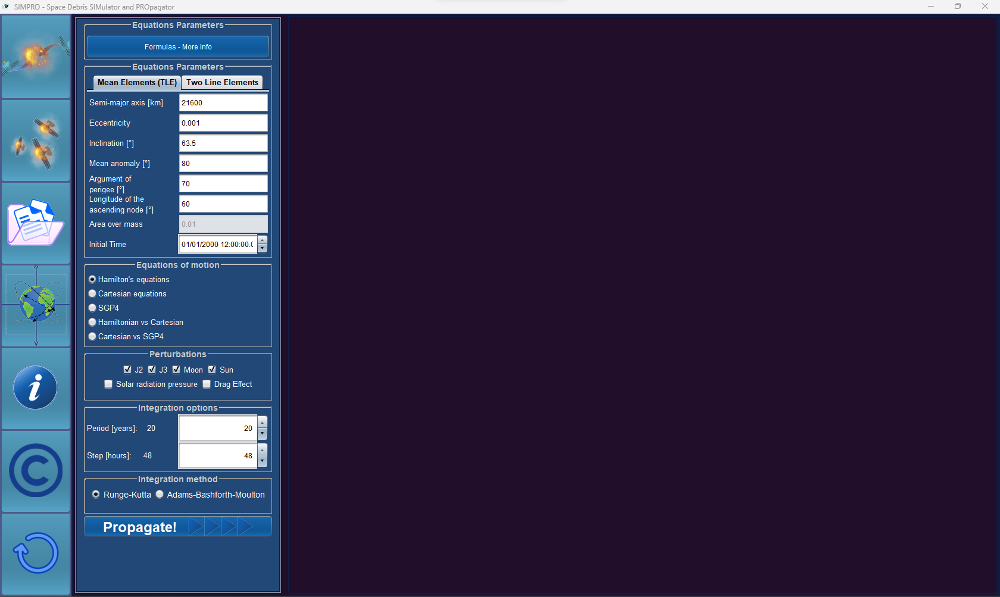 SIMPRO - Space Debris SIMulator and PROpagator
Equations Parameters
Formulas - More Info
Equations Parameters
Mean Elements (TLE) Two Line Elements
Semi-major axis [km] 21600
Eccentricity 0.001
Inclination [°] 63.5
Mean anomaly [°] 80
Argument of
perigee [°] 70
Longitude of the
ascending node [°] 60
Area over mass 0.01
Initial Time 01/01/2000 12:00:00.0
Equations of motion
Hamilton's equations
Cartesian equations
SGP4
Hamiltonian vs Cartesian
Cartesian vs SGP4
Perturbations
J2 J3 Moon Sun
Solar radiation pressure Drag Effect
Integration options
Period [years]: 20 20
Step [hours]: 48 48
Integration method
Runge-Kutta Adams-Bashforth-Moulton
Propagate!